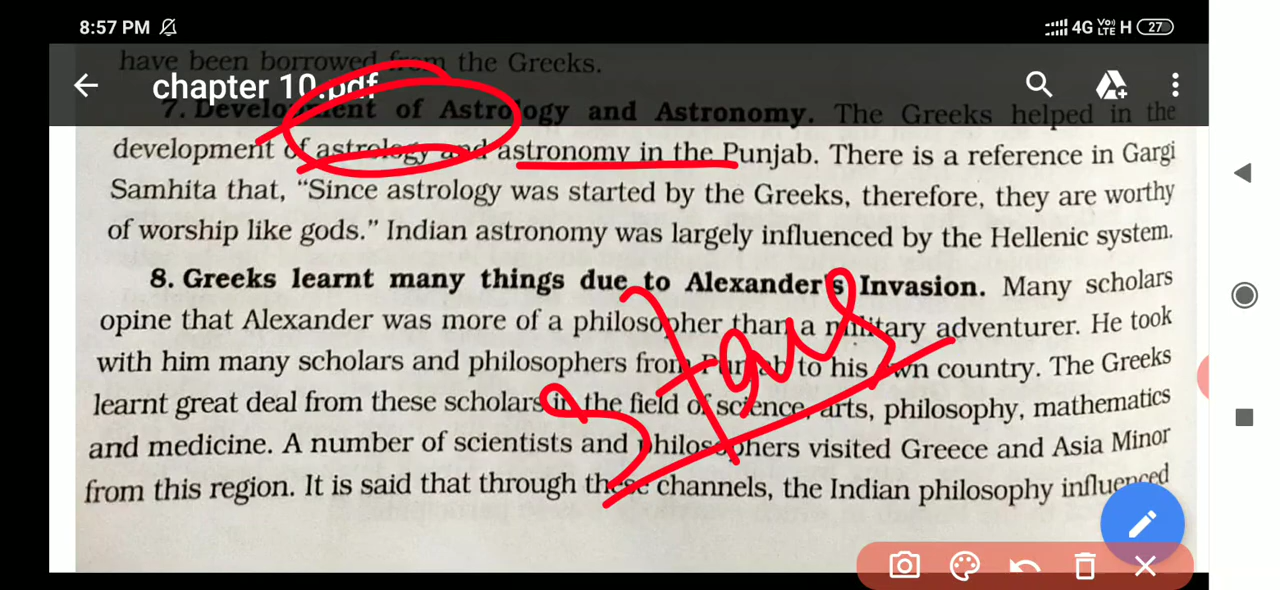 8:57 PM
4G Vo) LTE H 27
have been borrowed from the Greeks.
chapter 10.pdf
7. Development of Astrology and Astronomy. The Greeks helped in the
development of astrology and astronomy in the Punjab. There is a reference in Gargi
Samhita that, “Since astrology was started by the Greeks, therefore, they are worthy
of worship like gods.” Indian astronomy was largely influenced by the Hellenic system.
8. Greeks learnt many things due to Alexander's Invasion. Many scholars
opine that Alexander was more of a philosopher than a military adventurer. He took
with him many scholars and philosophers from Punjab to his own country. The Greeks
learnt great deal from these scholars in the field of science, arts, philosophy, mathematics
and medicine. A number of scientists and philosophers visited Greece and Asia Minor
from this region. It is said that through these channels, the Indian philosophy influenced